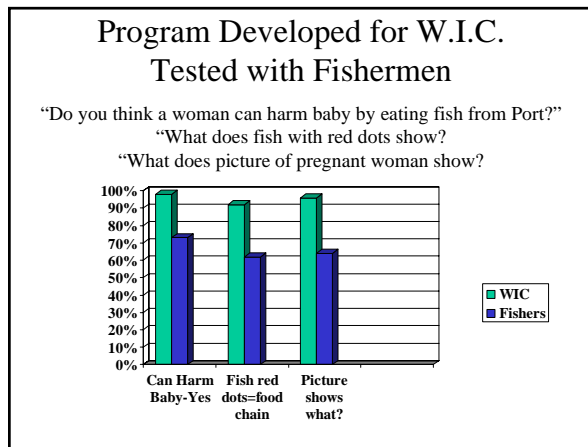 Program Developed for W.I.C.
Tested with Fishermen
“Do you think a woman can harm baby by eating fish from Port?”
“What does fish with red dots show?
“What does picture of pregnant woman show?
100%
90%
80%
70%
60%
50%
40%
30%
20%
10%
0%
Can Harm
Baby-Yes
Fish red
dots=food
chain
Picture
shows
what?
WIC
Fishers